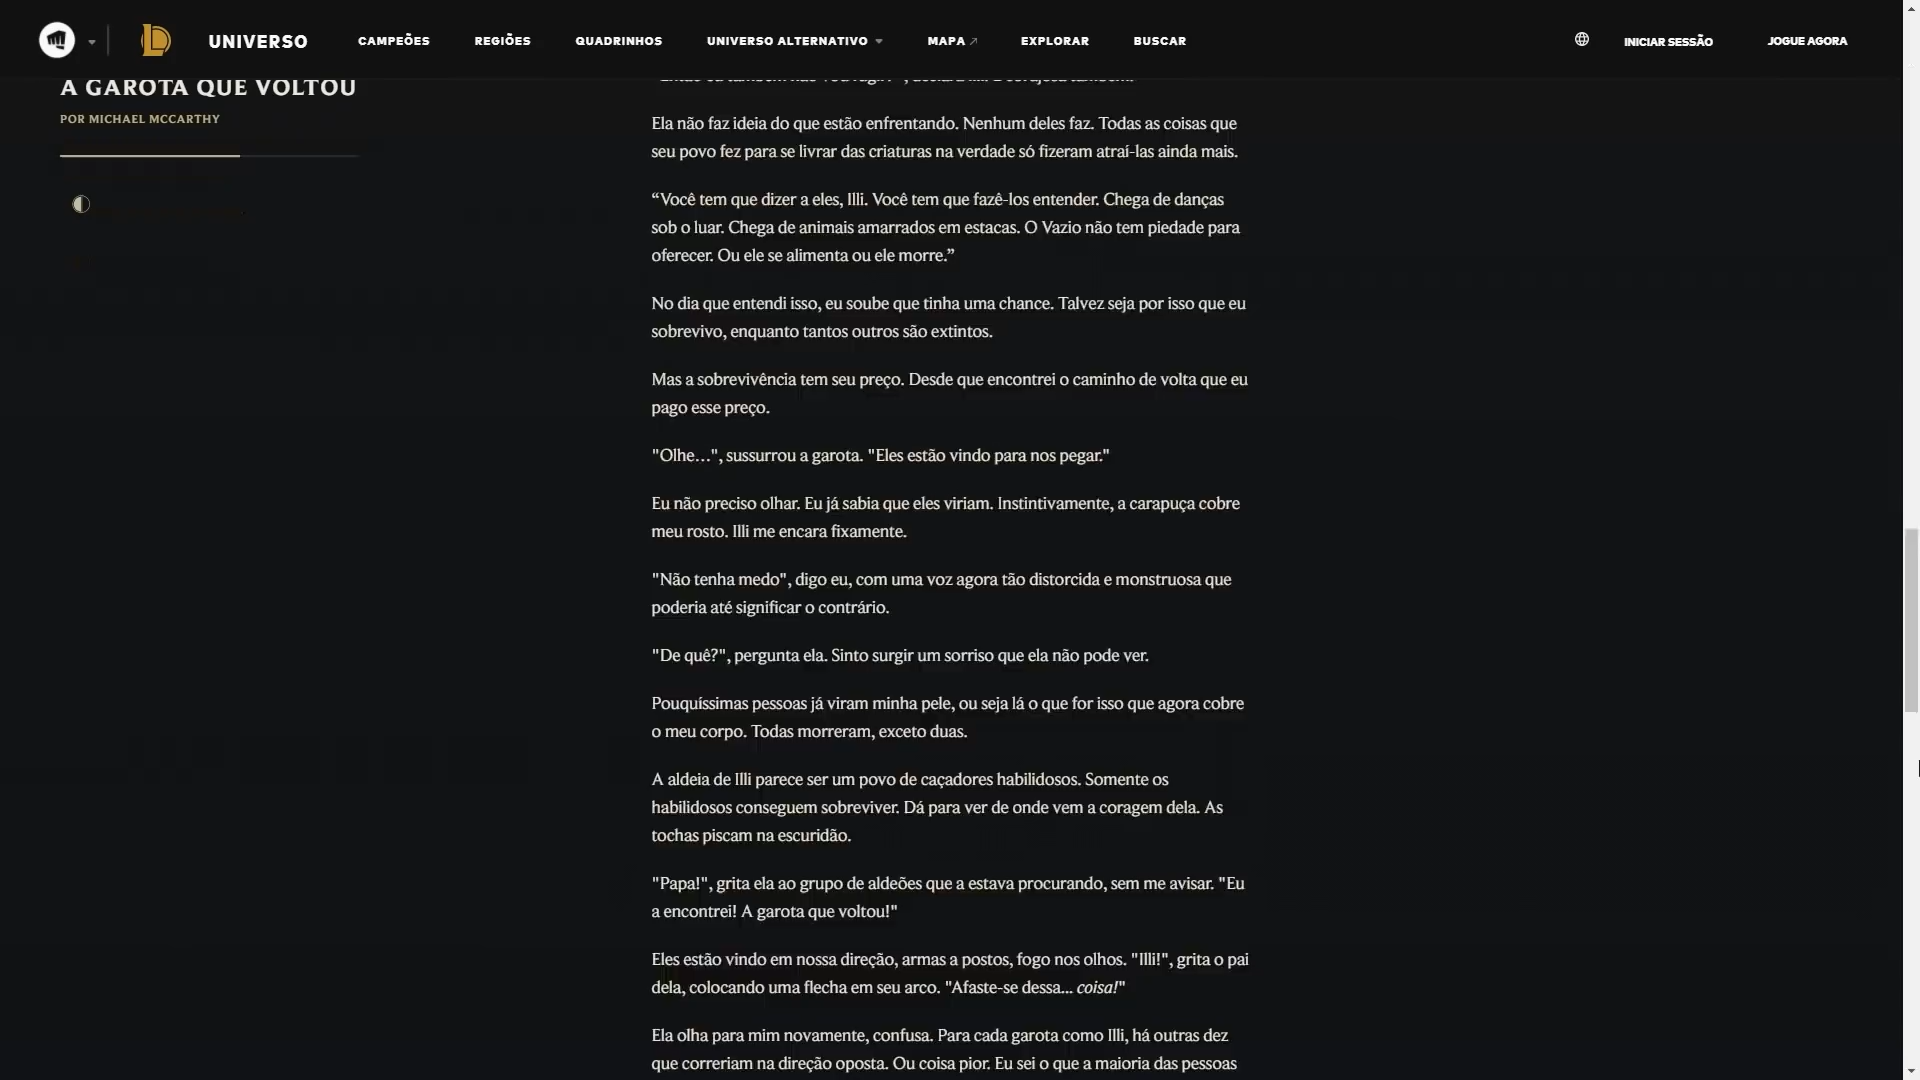 UNIVERSO
CAMPEÕES
REGIÕES
QUADRINHOS
UNIVERSO ALTERNATIVO
MAPA
EXPLORAR
BUSCAR
INICIAR SESSÃO
JOGUE AGORA
A GAROTA QUE VOLTOU
POR MICHAEL MCCARTHY
Ela não faz ideia do que estão enfrentando. Nenhum deles faz. Todas as coisas que
seu povo fez para se livrar das criaturas na verdade só fizeram atraí-las ainda mais.
“Você tem que dizer a eles, Illi. Você tem que fazê-los entender. Chega de danças
sob o luar. Chega de animais amarrados em estacas. O Vazio não tem piedade para
oferecer. Ou ele se alimenta ou ele morre.”
No dia que entendi isso, eu soube que tinha uma chance. Talvez seja por isso que eu
sobrevivo, enquanto tantos outros são extintos.
Mas a sobrevivência tem seu preço. Desde que encontrei o caminho de volta que eu
pago esse preço.
"Olhe…", sussurrou a garota. "Eles estão vindo para nos pegar."
Eu não preciso olhar. Eu já sabia que eles viriam. Instintivamente, a carapuça cobre
meu rosto. Illi me encara fixamente.
"Não tenha medo", digo eu, com uma voz agora tão distorcida e monstruosa que
poderia até significar o contrário.
"De quê?", pergunta ela. Sinto surgir um sorriso que ela não pode ver.
Pouquíssimas pessoas já viram minha pele, ou seja lá o que for isso que agora cobre
o meu corpo. Todas morreram, exceto duas.
A aldeia de Illi parece ser um povo de caçadores habilidosos. Somente os
habilidosos conseguem sobreviver. Dá para ver de onde vem a coragem dela. As
tochas piscam na escuridão.
"Papa!", grita ela ao grupo de aldeões que a estava procurando, sem me avisar. "Eu
a encontrei! A garota que voltou!"
Eles estão vindo em nossa direção, armas a postos, fogo nos olhos. "Illi!", grita o pai
dela, colocando uma flecha em seu arco. "Afaste-se dessa... coisa!"
Ela olha para mim novamente, confusa. Para cada garota como Illi, há outras dez
que correriam na direção oposta. Ou coisa pior. Eu sei o que a maioria das pessoas